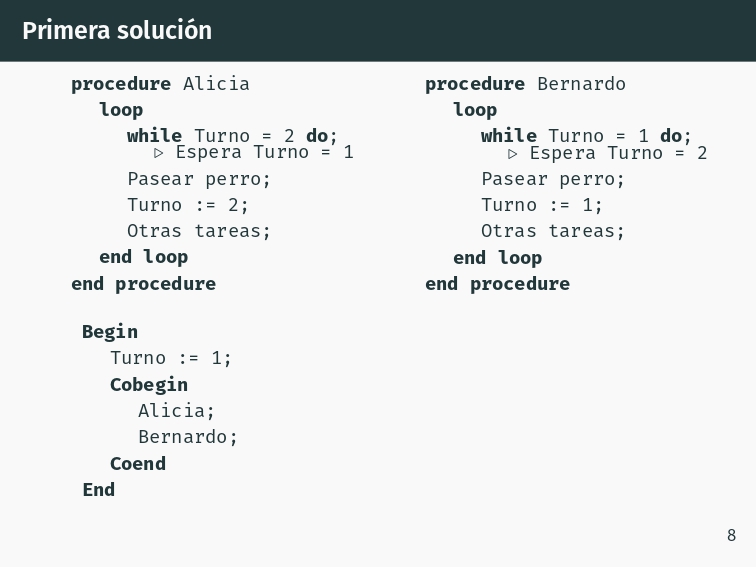 Primera solución
procedure Alicia
loop
while Turno = 2 do;
▷ Espera Turno = 1
Pasear perro;
Turno := 2;
Otras tareas;
end loop
end procedure
procedure Bernardo
loop
while Turno = 1 do;
▷ Espera Turno = 2
Pasear perro;
Turno := 1;
Otras tareas;
end loop
end procedure
Begin
Turno := 1;
Cobegin
Alicia;
Bernardo;
Coend
End
8